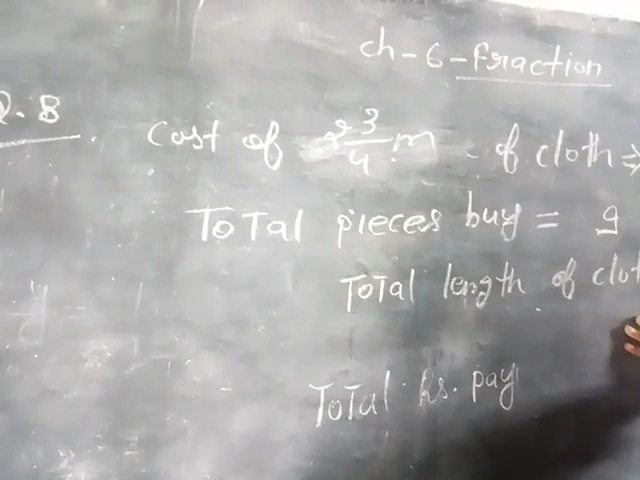 Ch-6-Fraction
Q.8
Cost of 2 3/4 m of cloth ⇒
Total pieces buy = 9
Total length of clot
Total Rs. pay